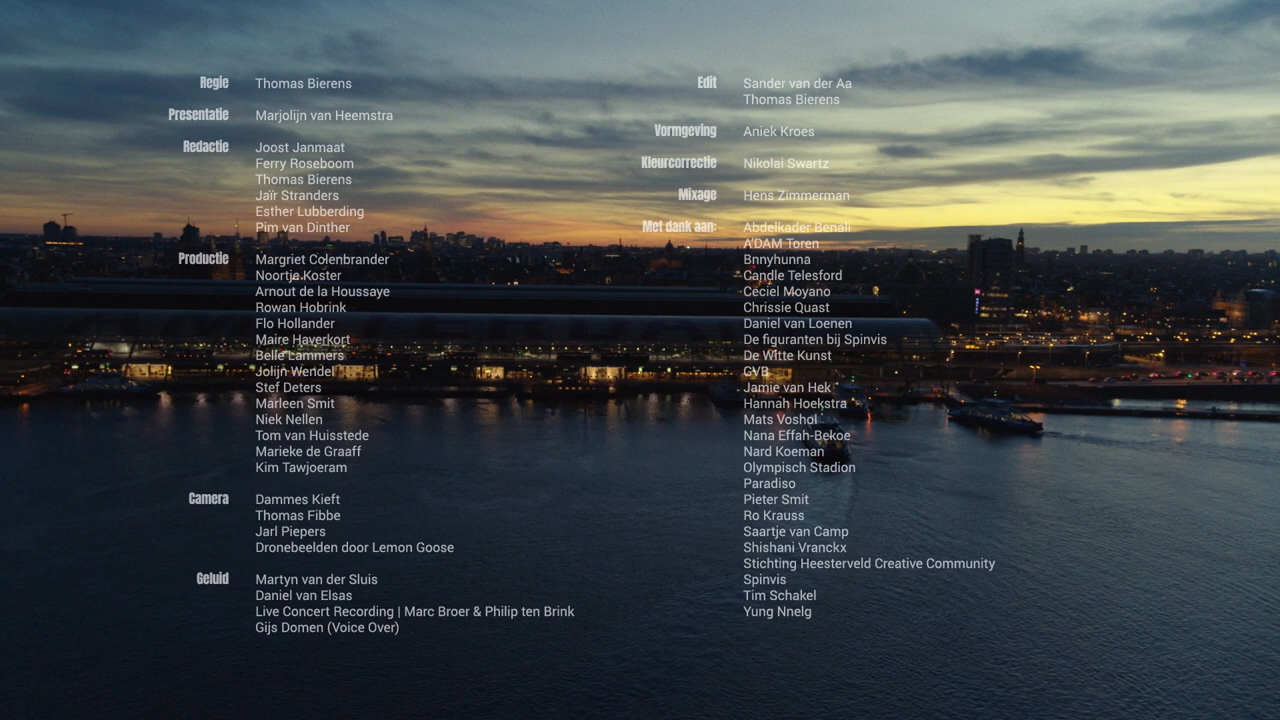 Regie Thomas Bierens
Presentatie Marjolijn van Heemstra
Redactie Joost Janmaat
Ferry Roseboom
Thomas Bierens
Jaïr Stranders
Esther Lubberding
Pim van Dinther
Productie Margriet Colenbrander
Noortje Koster
Arnout de la Houssaye
Rowan Hobrink
Flo Hollander
Maire Haverkort
Belle Lammers
Jolijn Wendel
Stef Deters
Marleen Smit
Niek Nellen
Tom van Huisstede
Marieke de Graaff
Kim Tawjoeram
Camera Dammes Kieft
Thomas Fibbe
Jarl Piepers
Dronebeelden door Lemon Goose
Geluid Martyn van der Sluis
Daniel van Elsas
Live Concert Recording | Marc Broer & Philip ten Brink
Gijs Domen (Voice Over)
Edit Sander van der Aa
Thomas Bierens
Vormgeving Aniek Kroes
Kleurcorrectie Nikolai Swartz
Mixage Hens Zimmerman
Met dank aan: Abdelkader Benali
A'DAM Toren
Bnnyhunna
Candle Telesford
Ceciel Moyano
Chrissie Quast
Daniel van Loenen
De figuranten bij Spinvis
De Witte Kunst
GVB
Jamie van Hek
Hannah Hoekstra
Mats Voshol
Nana Effah-Bekoe
Nard Koeman
Olympisch Stadion
Paradiso
Pieter Smit
Ro Krauss
Saartje van Camp
Shishani Vranckx
Stichting Heesterveld Creative Community
Spinvis
Tim Schakel
Yung Nnelg